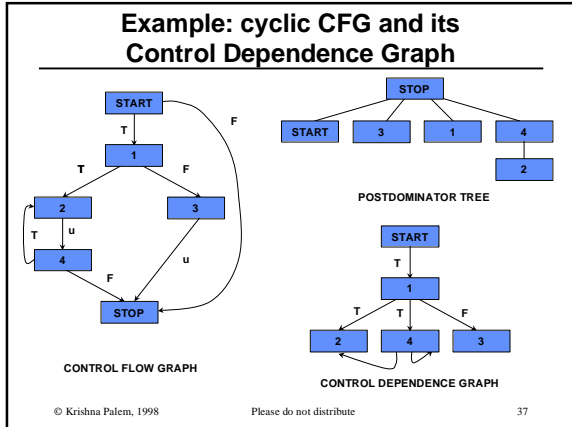 Example: cyclic CFG and its
Control Dependence Graph
START
T
F
1
T
F
2
3
T
u
4
u
F
STOP
CONTROL FLOW GRAPH
STOP
START
3
1
4
2
POSTDOMINATOR TREE
START
T
1
T
T
F
2
4
3
CONTROL DEPENDENCE GRAPH
© Krishna Palem, 1998
Please do not distribute
37